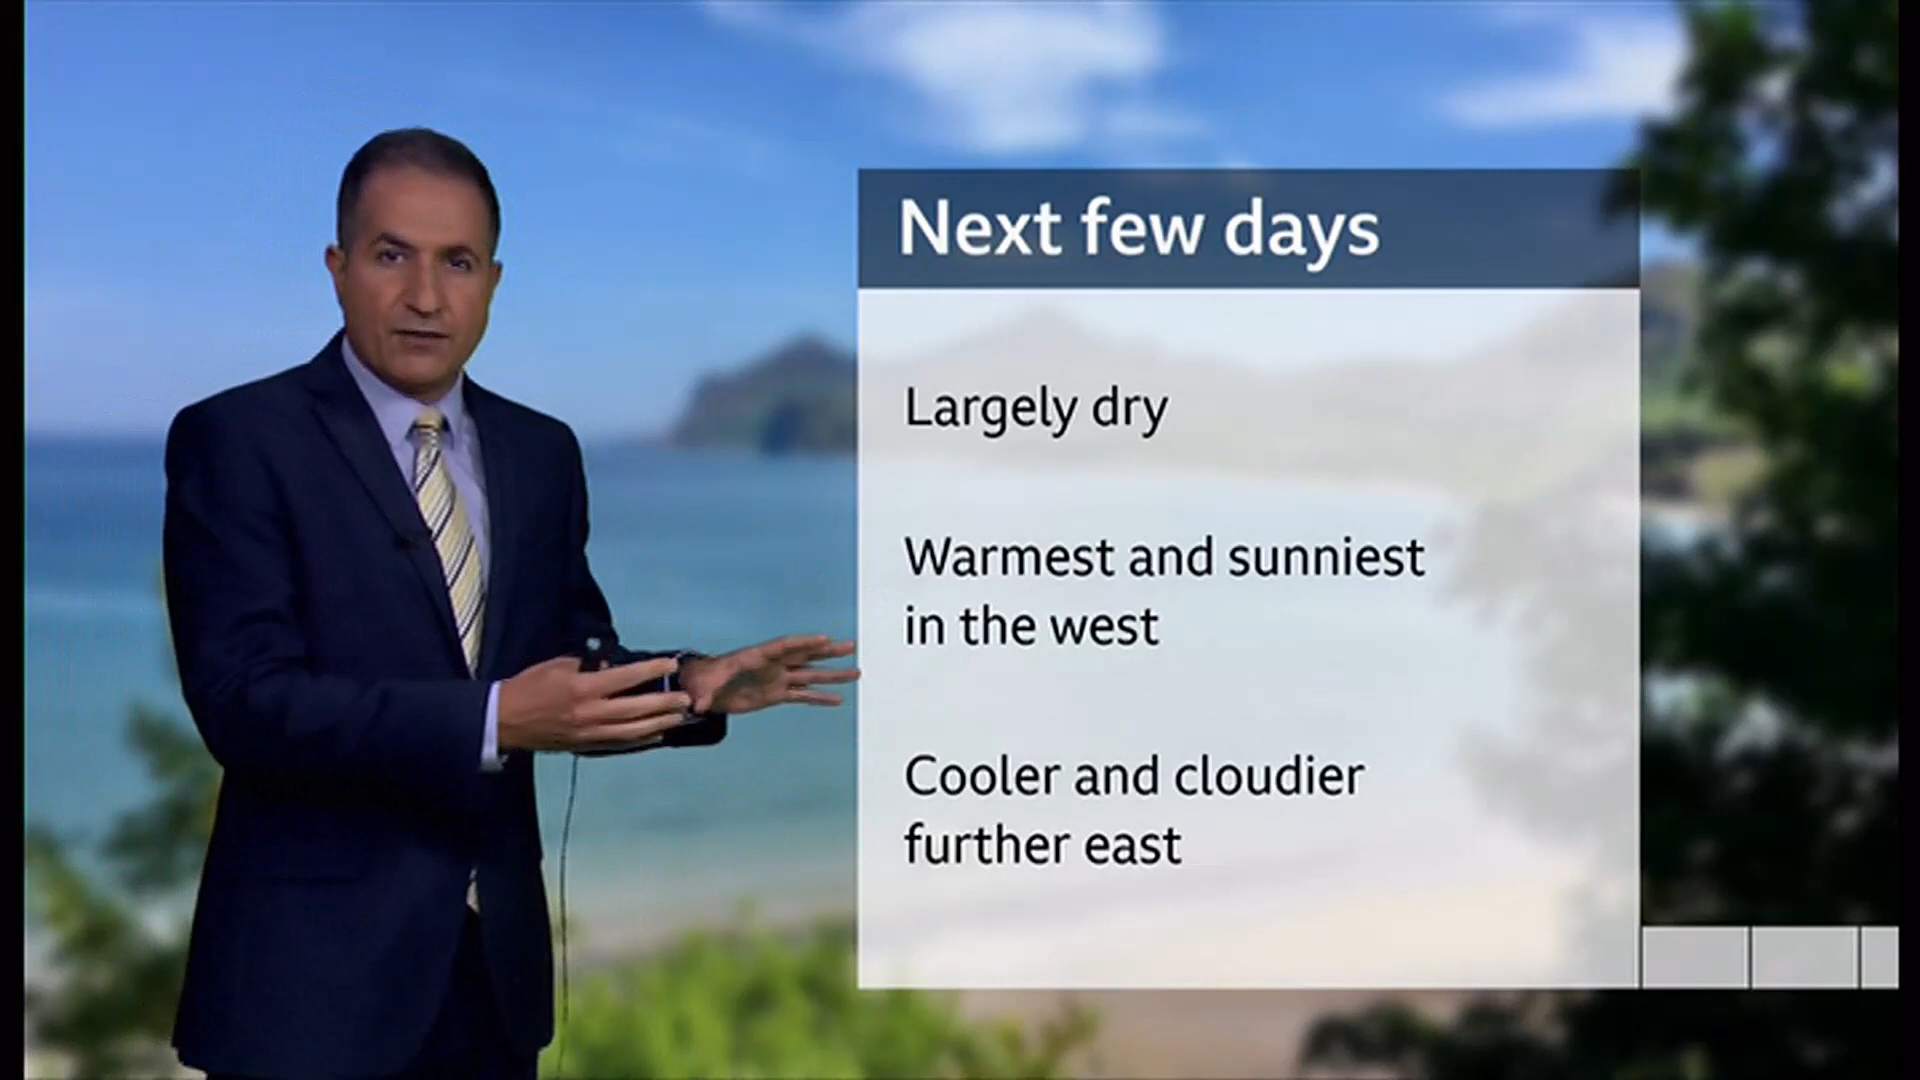 Next few days
Largely dry
Warmest and sunniest
in the west
Cooler and cloudier
further east